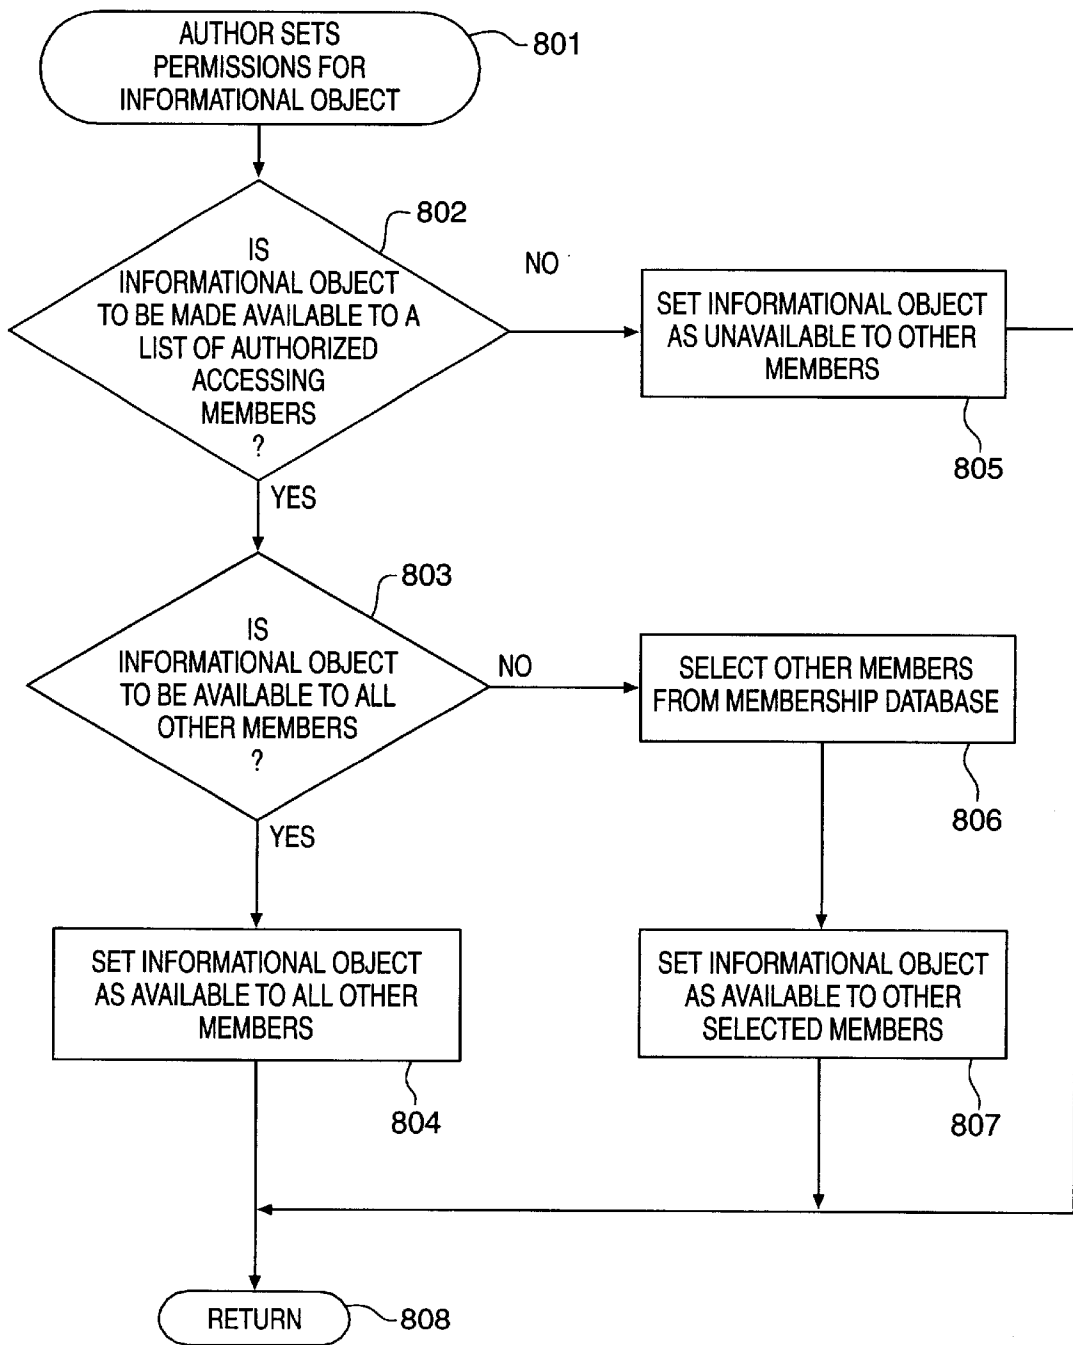 AUTHOR SETS
PERMISSIONS FOR
INFORMATIONAL OBJECT
801
802
IS
INFORMATIONAL OBJECT
TO BE MADE AVAILABLE TO A
LIST OF AUTHORIZED
ACCESSING
MEMBERS
?
NO
SET INFORMATIONAL OBJECT
AS UNAVAILABLE TO OTHER
MEMBERS
805
YES
803
IS
INFORMATIONAL OBJECT
TO BE AVAILABLE TO ALL
OTHER MEMBERS
?
NO
SELECT OTHER MEMBERS
FROM MEMBERSHIP DATABASE
806
YES
SET INFORMATIONAL OBJECT
AS AVAILABLE TO ALL OTHER
MEMBERS
804
SET INFORMATIONAL OBJECT
AS AVAILABLE TO OTHER
SELECTED MEMBERS
807
RETURN
808